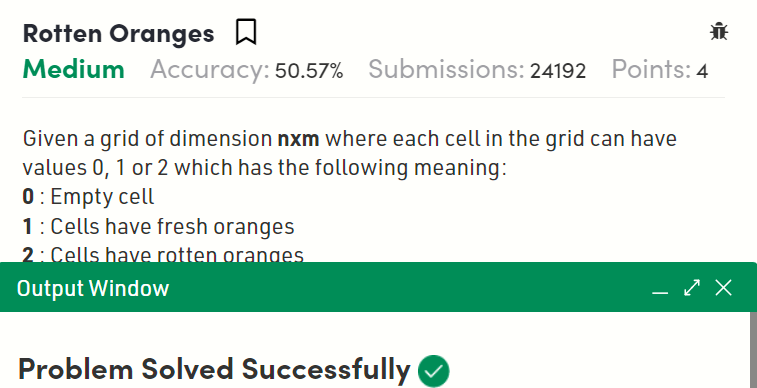 Rotten Oranges
Medium Accuracy: 50.57% Submissions: 24192 Points: 4
Given a grid of dimension nxm where each cell in the grid can have
values 0, 1 or 2 which has the following meaning:
0 : Empty cell
1 : Cells have fresh oranges
2 : Cells have rotten oranges
Output Window
Problem Solved Successfully